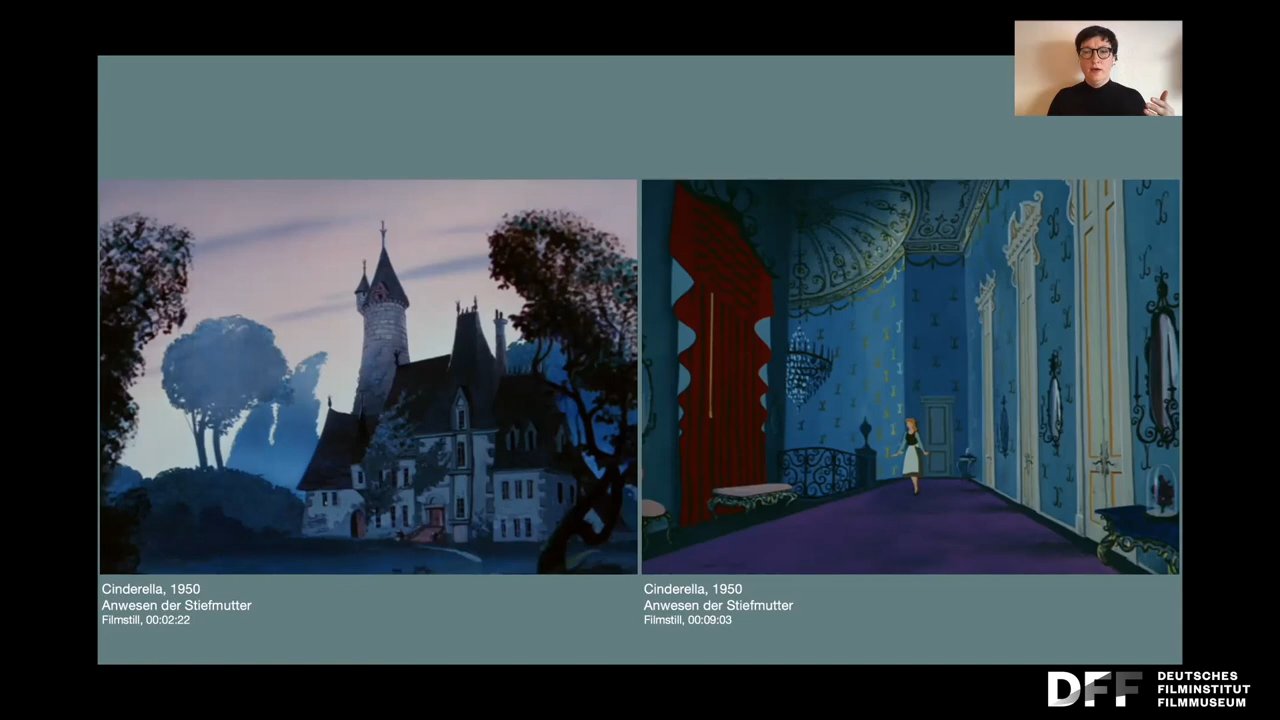 Cinderella, 1950
Anwesen der Stiefmutter
Filmstill, 00:02:22
Cinderella, 1950
Anwesen der Stiefmutter
Filmstill, 00:09:03
DFF DEUTSCHES
FILMINSTITUT
FILMMUSEUM